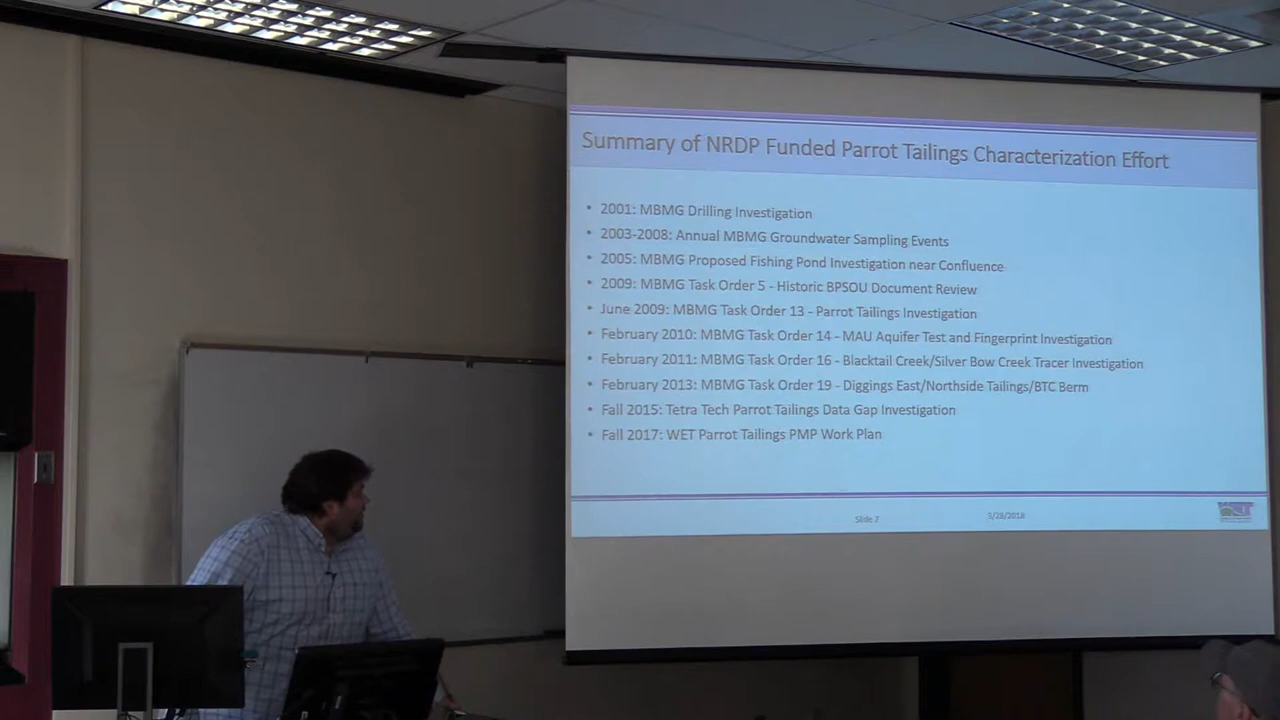 Summary of NRDP Funded Parrot Tailings Characterization Effort
• 2001: MBMG Drilling Investigation
• 2003-2008: Annual MBMG Groundwater Sampling Events
• 2005: MBMG Proposed Fishing Pond Investigation near Confluence
• 2009: MBMG Task Order 5 - Historic BPSOU Document Review
• June 2009: MBMG Task Order 13 - Parrot Tailings Investigation
• February 2010: MBMG Task Order 14 - MAU Aquifer Test and Fingerprint Investigation
• February 2011: MBMG Task Order 16 - Blacktail Creek/Silver Bow Creek Tracer Investigation
• February 2013: MBMG Task Order 19 - Diggings East/Northside Tailings/BTC Berm
• Fall 2015: Tetra Tech Parrot Tailings Data Gap Investigation
• Fall 2017: WET Parrot Tailings PMP Work Plan
Slide 7
3/28/2018